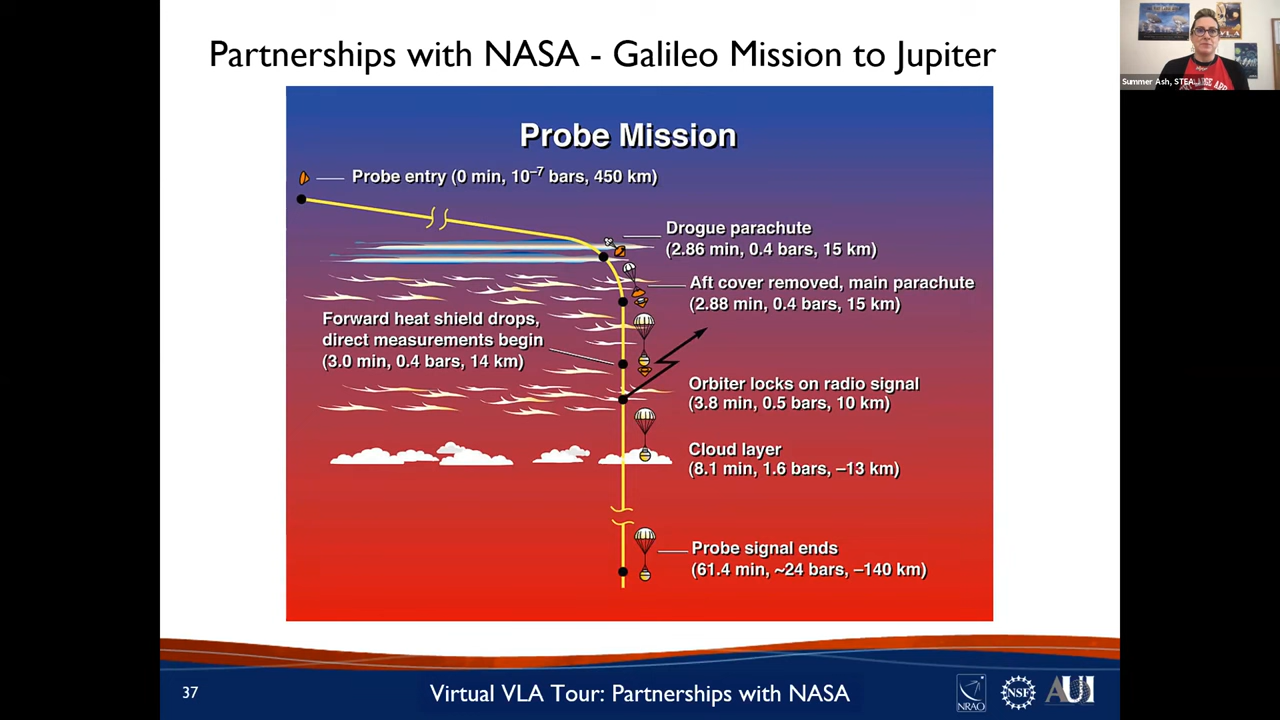 Partnerships with NASA - Galileo Mission to Jupiter
Summer Ash, STEAL
Probe Mission
Probe entry (0 min, 10⁻⁷ bars, 450 km)
Drogue parachute
(2.86 min, 0.4 bars, 15 km)
Aft cover removed, main parachute
(2.88 min, 0.4 bars, 15 km)
Forward heat shield drops,
direct measurements begin
(3.0 min, 0.4 bars, 14 km)
Orbiter locks on radio signal
(3.8 min, 0.5 bars, 10 km)
Cloud layer
(8.1 min, 1.6 bars, –13 km)
Probe signal ends
(61.4 min, ~24 bars, –140 km)
37
Virtual VLA Tour: Partnerships with NASA
NRAO
NSF
AUI